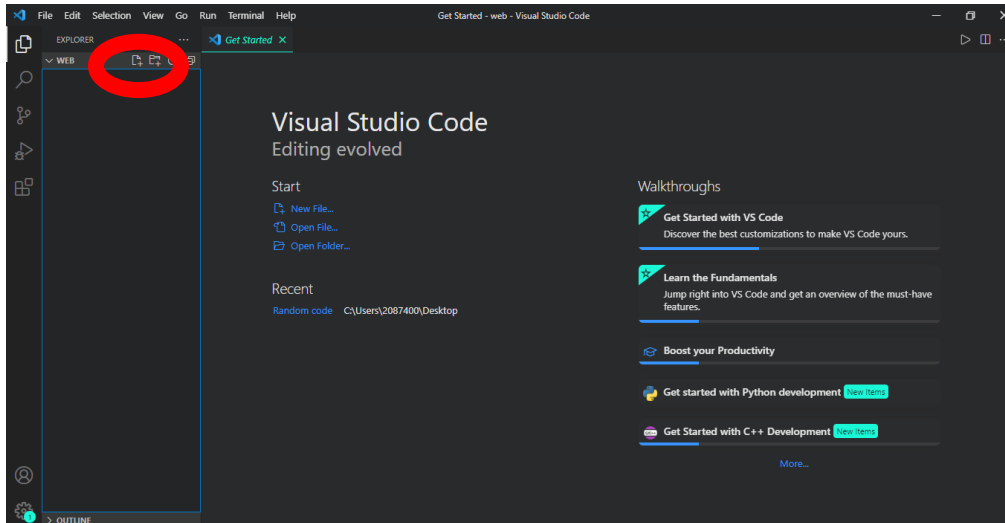 File Edit Selection View Go Run Terminal Help
Get Started - web - Visual Studio Code
EXPLORER
Get Started
WEB
Visual Studio Code
Editing evolved
Start
New File...
Open File...
Open Folder...
Recent
Random code C:\Users\2087400\Desktop
Walkthroughs
Get Started with VS Code
Discover the best customizations to make VS Code yours.
Learn the Fundamentals
Jump right into VS Code and get an overview of the must-have
features.
Boost your Productivity
Get started with Python development New Items
Get Started with C++ Development New Items
More...
1
OUTLINE